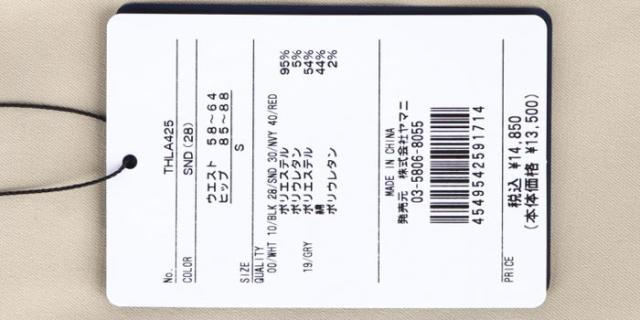 No. THLA425
COLOR SND (28)
ウエスト 58～64
ヒップ 85～88
SIZE S
QUALITY
00/WHT 10/BLK 28/SND 30/NVY 40/RED
ポリエステル 95%
ポリウレタン 5%
19/GRY ポリエステル 54%
綿 44%
ポリウレタン 2%
MADE IN CHINA
発売元 株式会社ヤマニ
03-5806-8055
4549542591714
PRICE 税込 ¥14,850
(本体価格 ¥13,500)